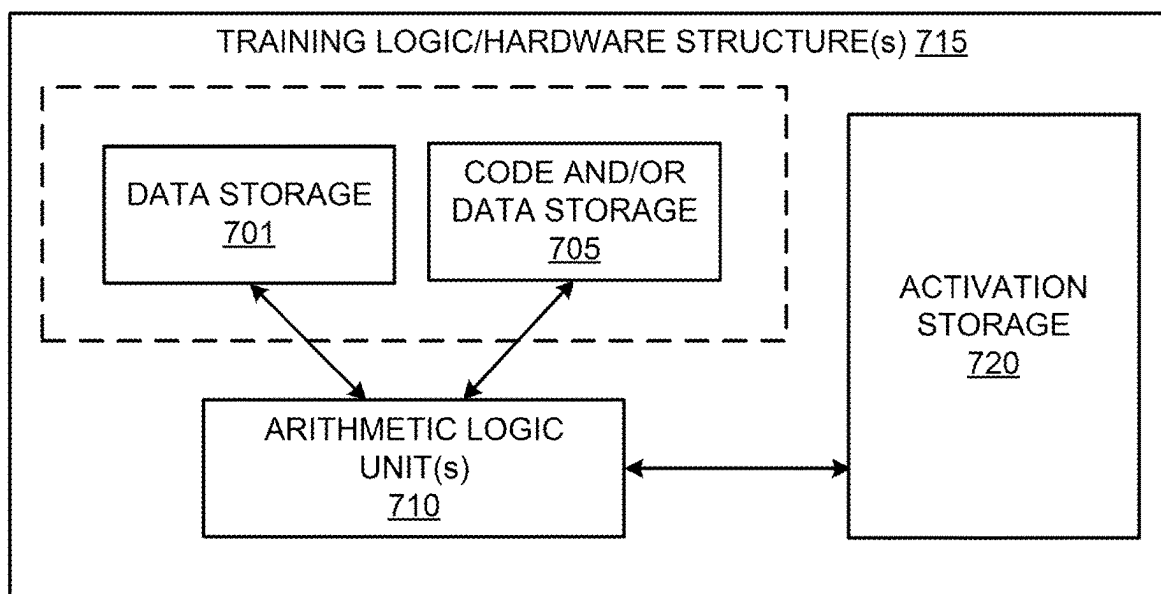 TRAINING LOGIC/HARDWARE STRUCTURE(s) 715
DATA STORAGE
701
CODE AND/OR
DATA STORAGE
705
ARITHMETIC LOGIC
UNIT(s)
710
ACTIVATION
STORAGE
720